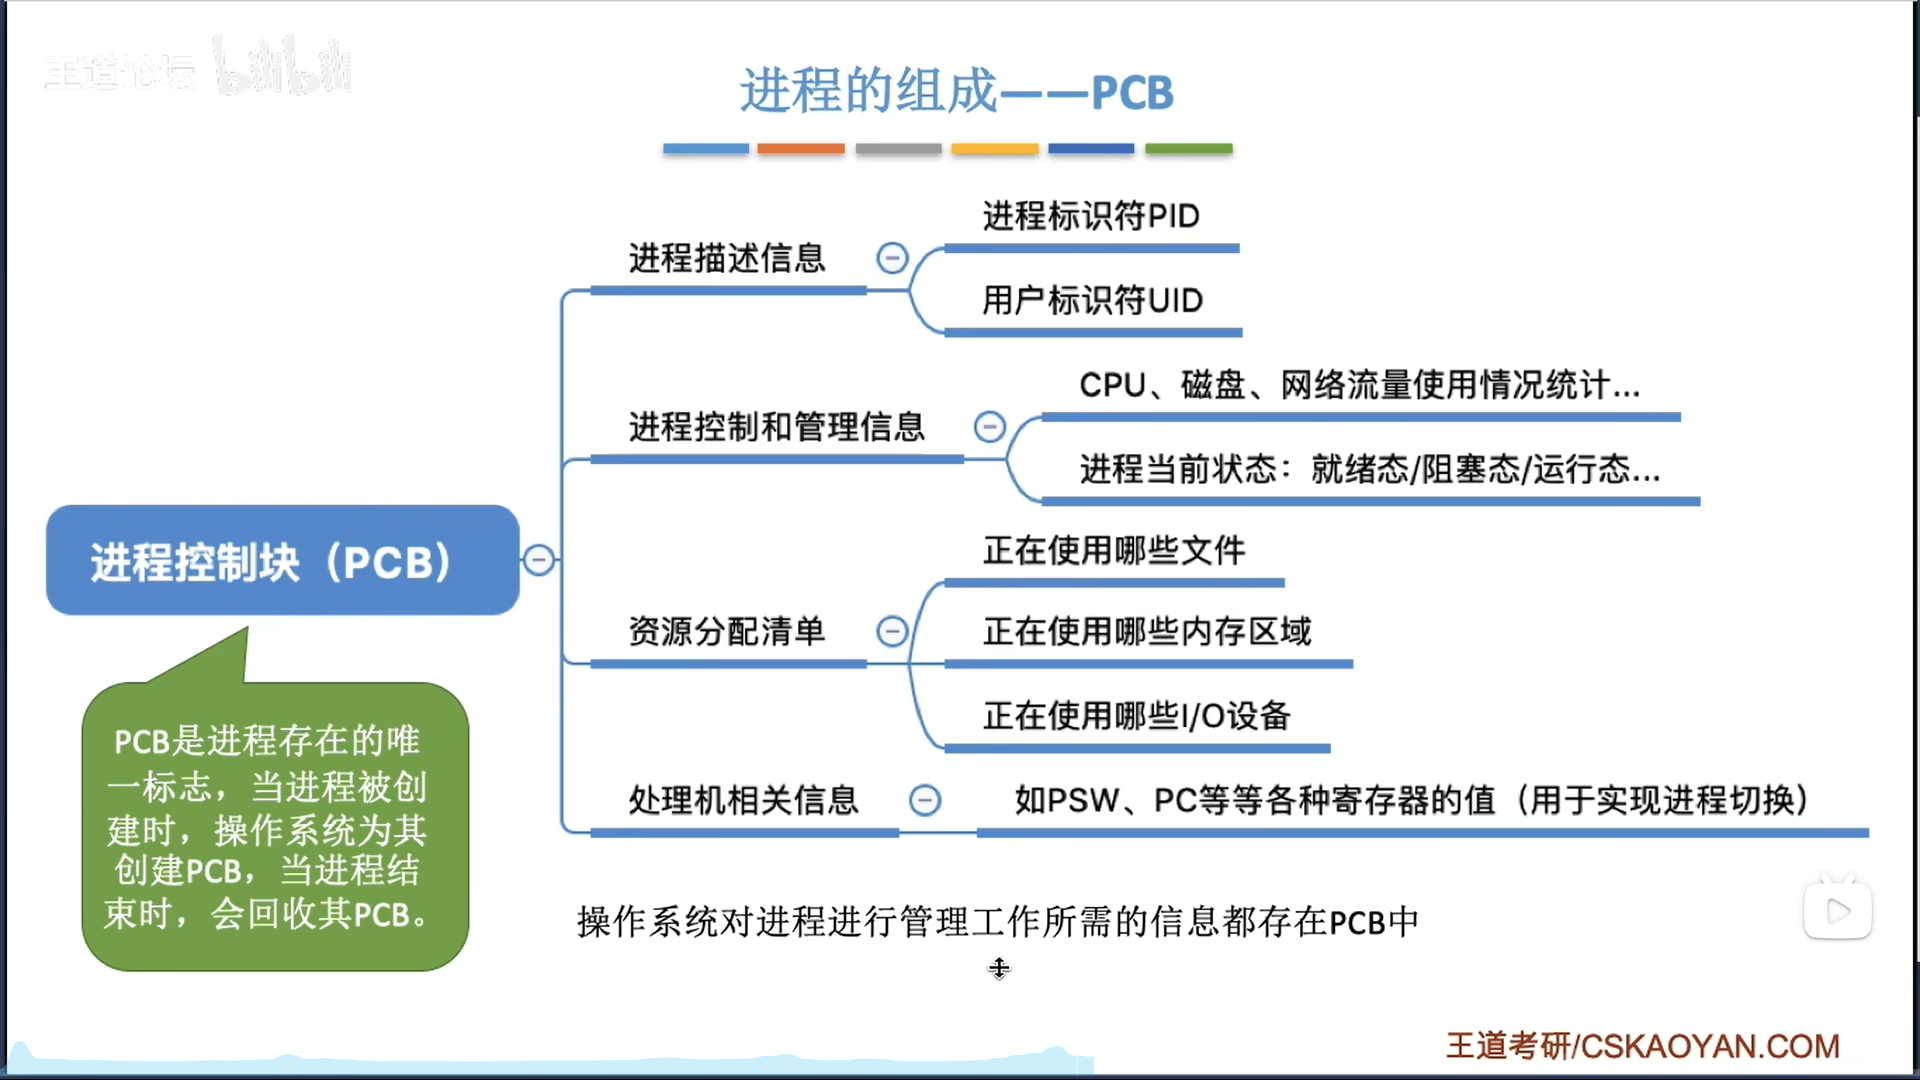 王道论坛 bilibili
进程的组成——PCB
进程控制块（PCB）
进程描述信息
进程标识符PID
用户标识符UID
进程控制和管理信息
CPU、磁盘、网络流量使用情况统计...
进程当前状态：就绪态/阻塞态/运行态...
资源分配清单
正在使用哪些文件
正在使用哪些内存区域
正在使用哪些I/O设备
处理机相关信息
如PSW、PC等等各种寄存器的值（用于实现进程切换）
PCB是进程存在的唯
一标志，当进程被创
建时，操作系统为其
创建PCB，当进程结
束时，会回收其PCB。
操作系统对进程进行管理工作所需的信息都存在PCB中
王道考研/CSKAOYAN.COM